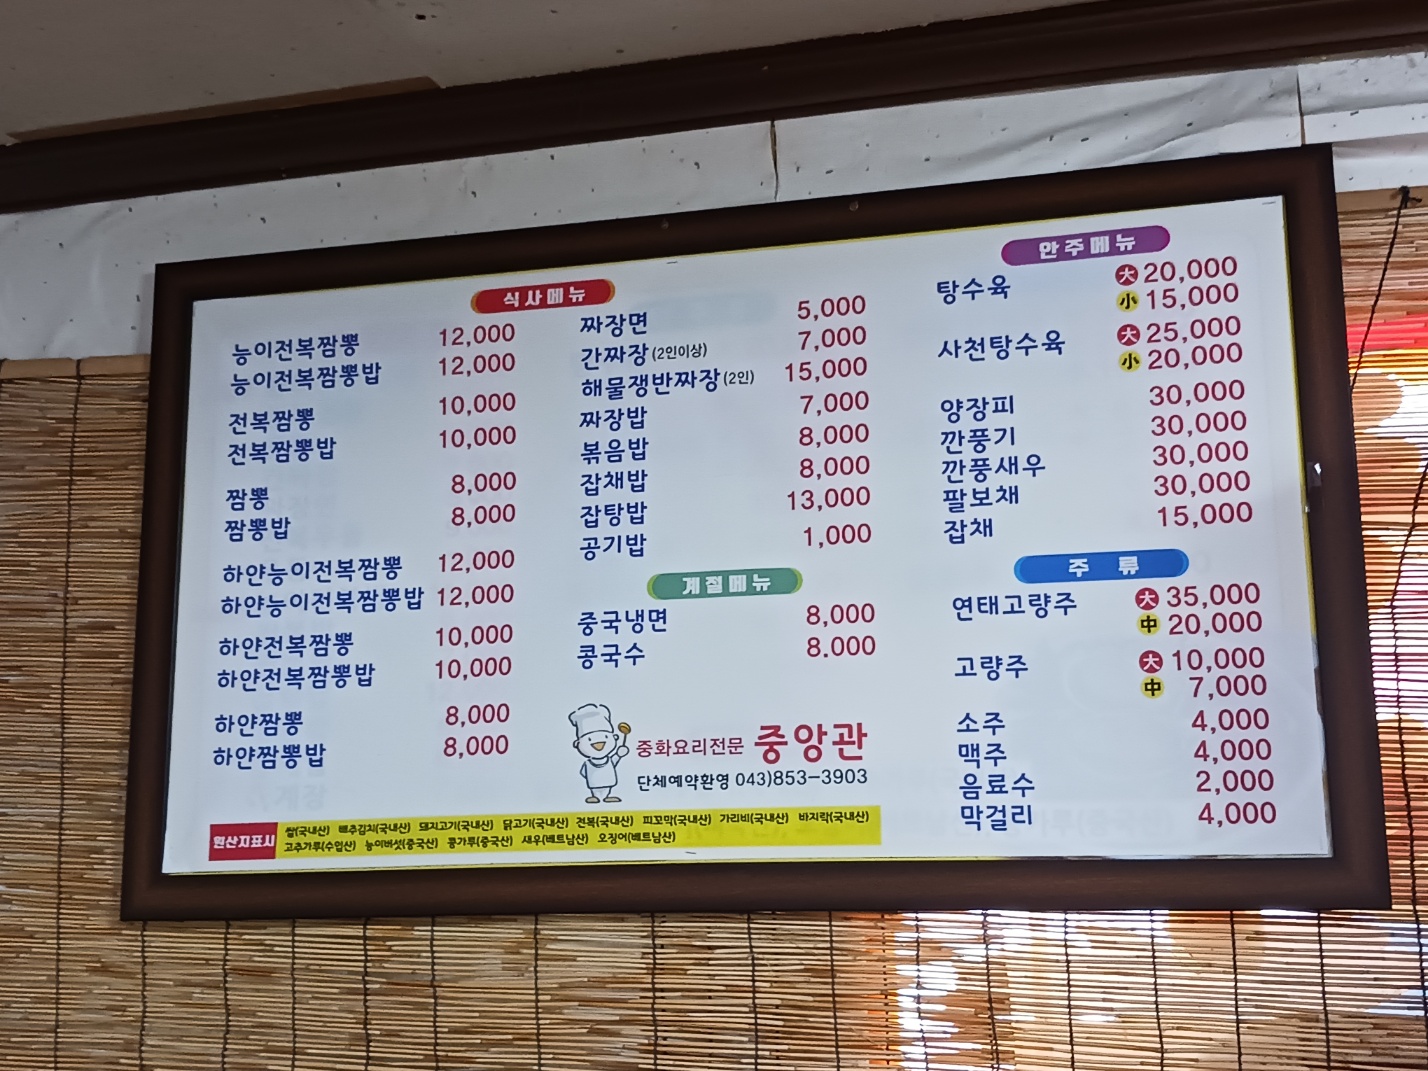 식사메뉴
능이전복짬뽕 12,000
능이전복짬뽕밥 12,000
전복짬뽕 10,000
전복짬뽕밥 10,000
짬뽕 8,000
짬뽕밥 8,000
하얀능이전복짬뽕 12,000
하얀능이전복짬뽕밥 12,000
하얀전복짬뽕 10,000
하얀전복짬뽕밥 10,000
하얀짬뽕 8,000
하얀짬뽕밥 8,000
짜장면 5,000
간짜장(2인이상) 7,000
해물쟁반짜장(2인) 15,000
짜장밥 7,000
볶음밥 8,000
잡채밥 8,000
잡탕밥 13,000
공기밥 1,000
계절메뉴
중국냉면 8,000
콩국수 8.000
중화요리전문 중앙관
단체예약환영 043)853-3903
안주메뉴
탕수육 大 20,000
小 15,000
사천탕수육 大 25,000
小 20,000
양장피 30,000
깐풍기 30,000
깐풍새우 30,000
팔보채 30,000
잡채 15,000
주 류
연태고량주 大 35,000
中 20,000
고량주 大 10,000
中 7,000
소주 4,000
맥주 4,000
음료수 2,000
막걸리 4,000
원산지표시
쌀(국내산) 배추김치(국내산) 돼지고기(국내산) 닭고기(국내산) 전복(국내산) 피꼬막(국내산) 가리비(국내산) 바지락(국내산)
고추가루(수입산) 능이버섯(중국산) 콩가루(중국산) 새우(베트남산) 오징어(베트남산)